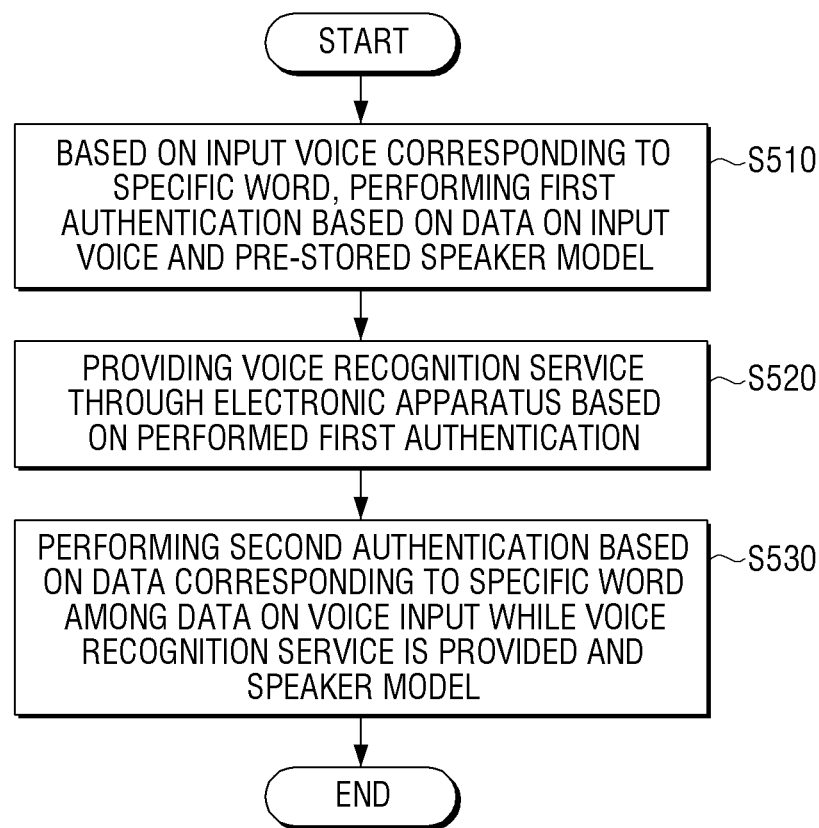 START
BASED ON INPUT VOICE CORRESPONDING TO
SPECIFIC WORD, PERFORMING FIRST
AUTHENTICATION BASED ON DATA ON INPUT
VOICE AND PRE-STORED SPEAKER MODEL
S510
PROVIDING VOICE RECOGNITION SERVICE
THROUGH ELECTRONIC APPARATUS BASED
ON PERFORMED FIRST AUTHENTICATION
S520
PERFORMING SECOND AUTHENTICATION BASED
ON DATA CORRESPONDING TO SPECIFIC WORD
AMONG DATA ON VOICE INPUT WHILE VOICE
RECOGNITION SERVICE IS PROVIDED AND
SPEAKER MODEL
S530
END